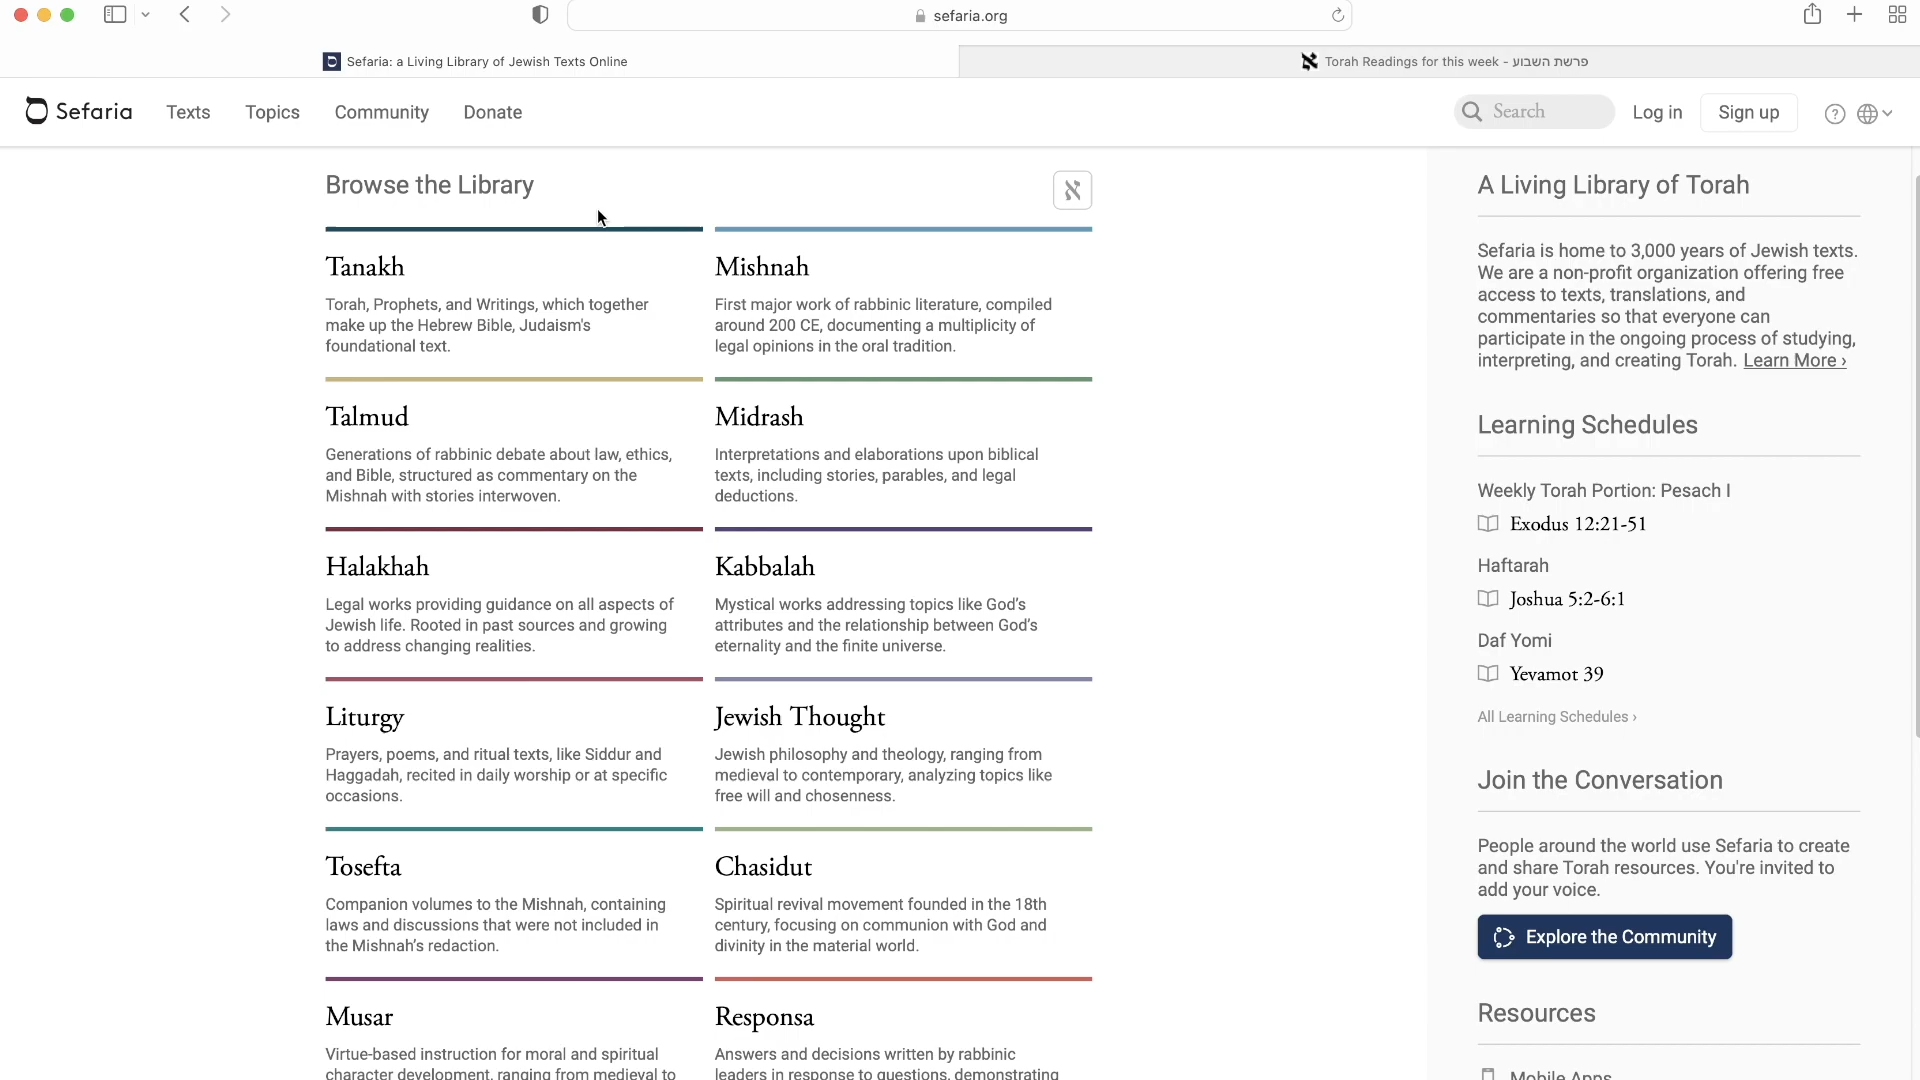 sefaria.org
Sefaria: a Living Library of Jewish Texts Online
Torah Readings for this week - פרשת השבוע
Sefaria
Texts
Topics
Community
Donate
Search
Log in
Sign up
Browse the Library
א
Tanakh
Torah, Prophets, and Writings, which together
make up the Hebrew Bible, Judaism's
foundational text.
Mishnah
First major work of rabbinic literature, compiled
around 200 CE, documenting a multiplicity of
legal opinions in the oral tradition.
Talmud
Generations of rabbinic debate about law, ethics,
and Bible, structured as commentary on the
Mishnah with stories interwoven.
Midrash
Interpretations and elaborations upon biblical
texts, including stories, parables, and legal
deductions.
Halakhah
Legal works providing guidance on all aspects of
Jewish life. Rooted in past sources and growing
to address changing realities.
Kabbalah
Mystical works addressing topics like God's
attributes and the relationship between God's
eternality and the finite universe.
Liturgy
Prayers, poems, and ritual texts, like Siddur and
Haggadah, recited in daily worship or at specific
occasions.
Jewish Thought
Jewish philosophy and theology, ranging from
medieval to contemporary, analyzing topics like
free will and chosenness.
Tosefta
Companion volumes to the Mishnah, containing
laws and discussions that were not included in
the Mishnah's redaction.
Chasidut
Spiritual revival movement founded in the 18th
century, focusing on communion with God and
divinity in the material world.
Musar
Virtue-based instruction for moral and spiritual
character development, ranging from medieval to
Responsa
Answers and decisions written by rabbinic
leaders in response to questions, demonstrating
A Living Library of Torah
Sefaria is home to 3,000 years of Jewish texts.
We are a non-profit organization offering free
access to texts, translations, and
commentaries so that everyone can
participate in the ongoing process of studying,
interpreting, and creating Torah. Learn More ›
Learning Schedules
Weekly Torah Portion: Pesach I
Exodus 12:21-51
Haftarah
Joshua 5:2-6:1
Daf Yomi
Yevamot 39
All Learning Schedules ›
Join the Conversation
People around the world use Sefaria to create
and share Torah resources. You're invited to
add your voice.
Explore the Community
Resources
Mobile Apps